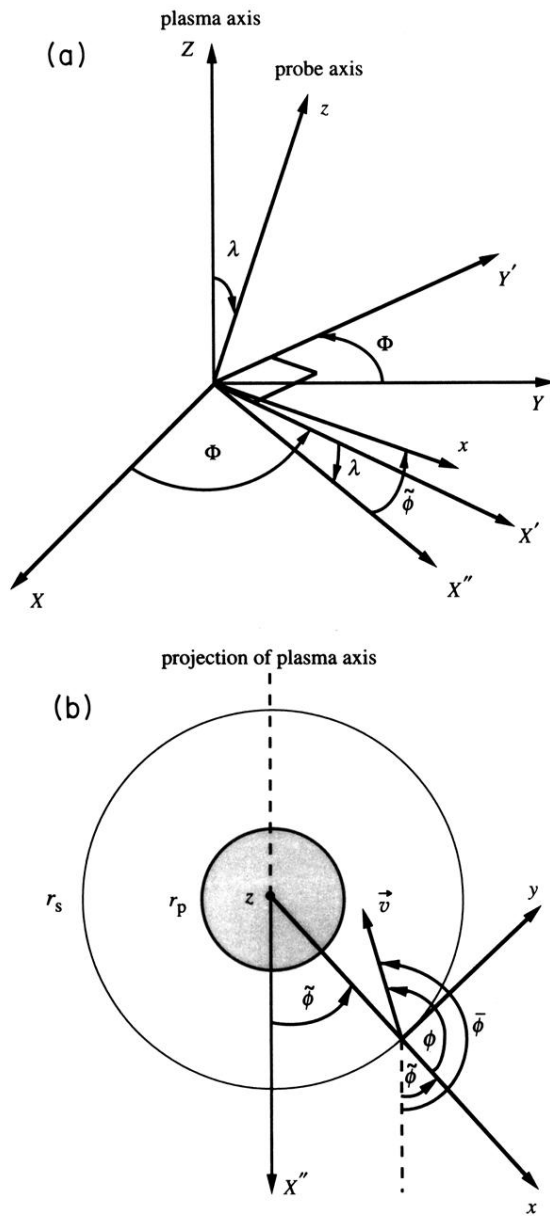 plasma axis
(a)
Z
probe axis
z
λ
Y′
Φ
Y
Φ
x
λ
ϕ̃
X′
X
X″
projection of plasma axis
(b)
r_s
r_p
z
v⃗
y
ϕ̃
ϕ
ϕ̄
ϕ̃
X″
x